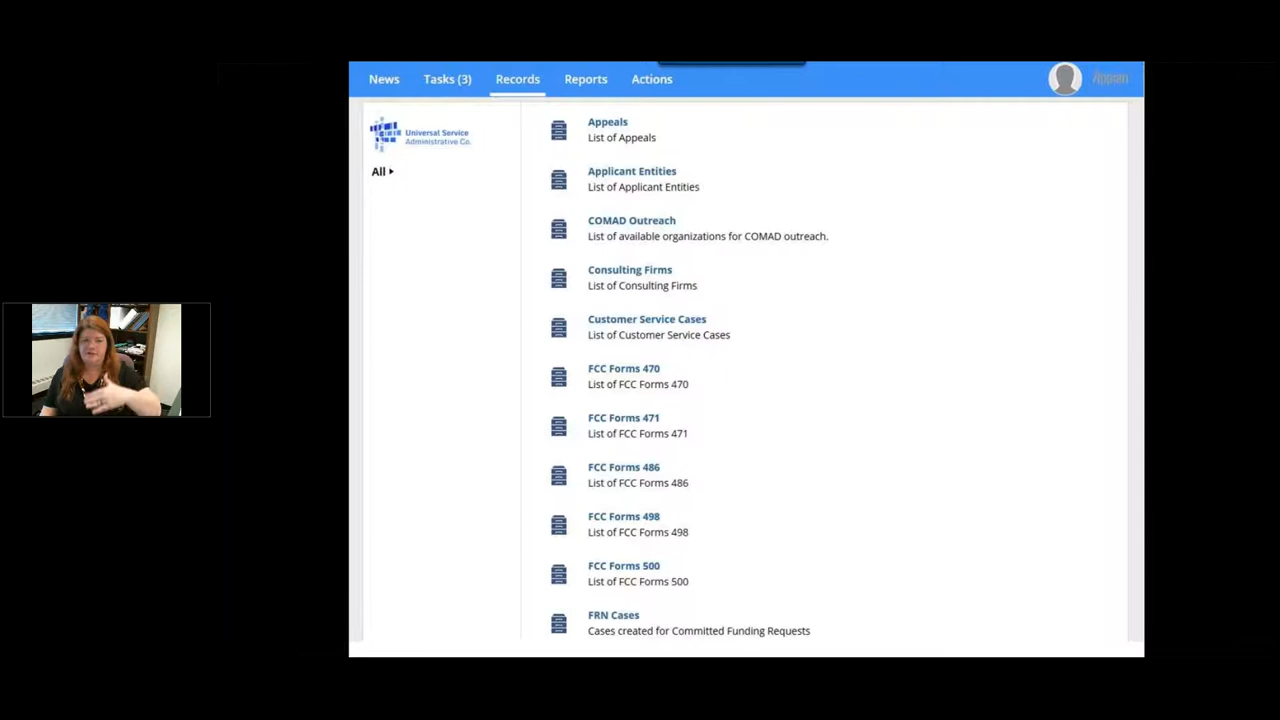 News Tasks (3) Records Reports Actions Appian
Universal Service
Administrative Co.
All
Appeals
List of Appeals
Applicant Entities
List of Applicant Entities
COMAD Outreach
List of available organizations for COMAD outreach.
Consulting Firms
List of Consulting Firms
Customer Service Cases
List of Customer Service Cases
FCC Forms 470
List of FCC Forms 470
FCC Forms 471
List of FCC Forms 471
FCC Forms 486
List of FCC Forms 486
FCC Forms 498
List of FCC Forms 498
FCC Forms 500
List of FCC Forms 500
FRN Cases
Cases created for Committed Funding Requests